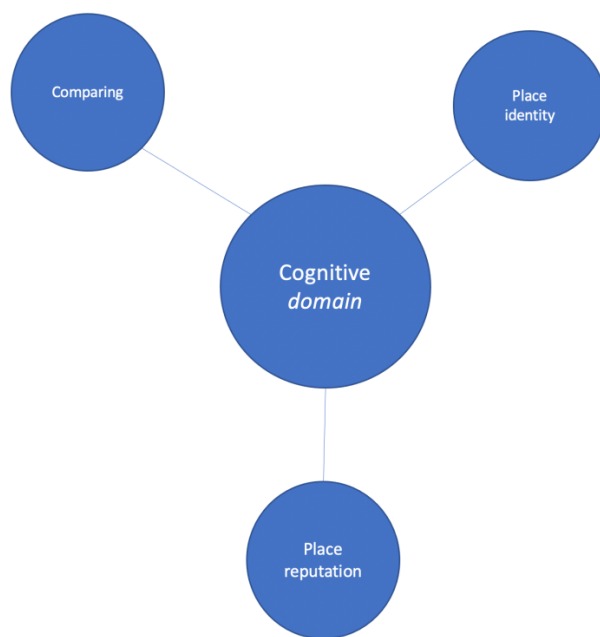 Comparing
Place
identity
Cognitive
domain
Place
reputation